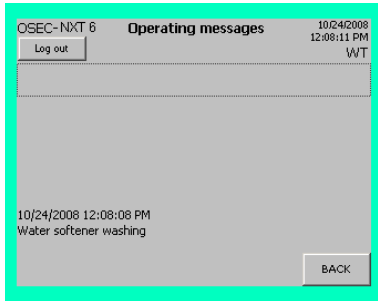 OSEC-NXT 6
Operating messages
10/24/2008
12:08:11 PM
Log out
WT
10/24/2008 12:08:08 PM
Water softener washing
BACK